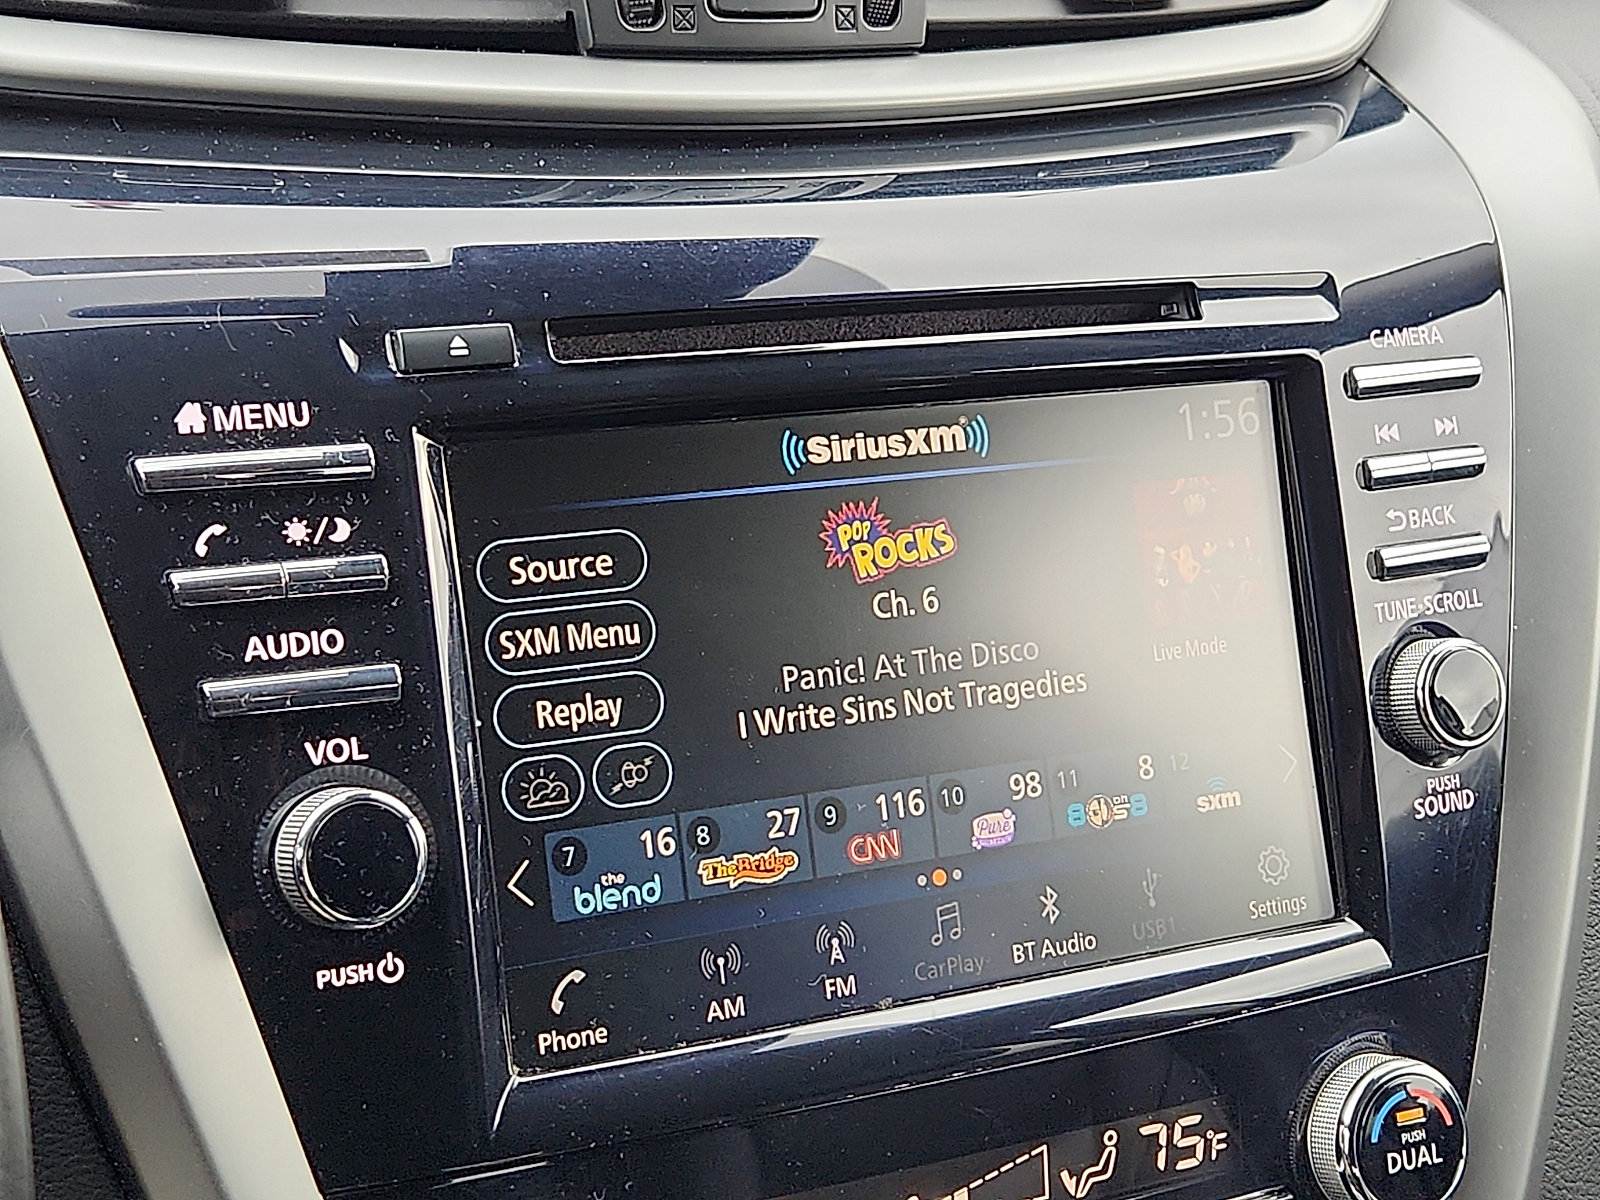 MENU
AUDIO
VOL
PUSH
CAMERA
BACK
TUNE•SCROLL
PUSH
SOUND
((SiriusXM))
1:56
Source
SXM Menu
Replay
POP
ROCKS
Ch. 6
Panic! At The Disco
I Write Sins Not Tragedies
Live Mode
7 16
the
blend
8 27
The Bridge
9 116
CNN
10 98
Pure
11 8
80s on 8
12
sxm
Phone
AM
FM
CarPlay
BT Audio
USB1
Settings
75°F
PUSH
DUAL